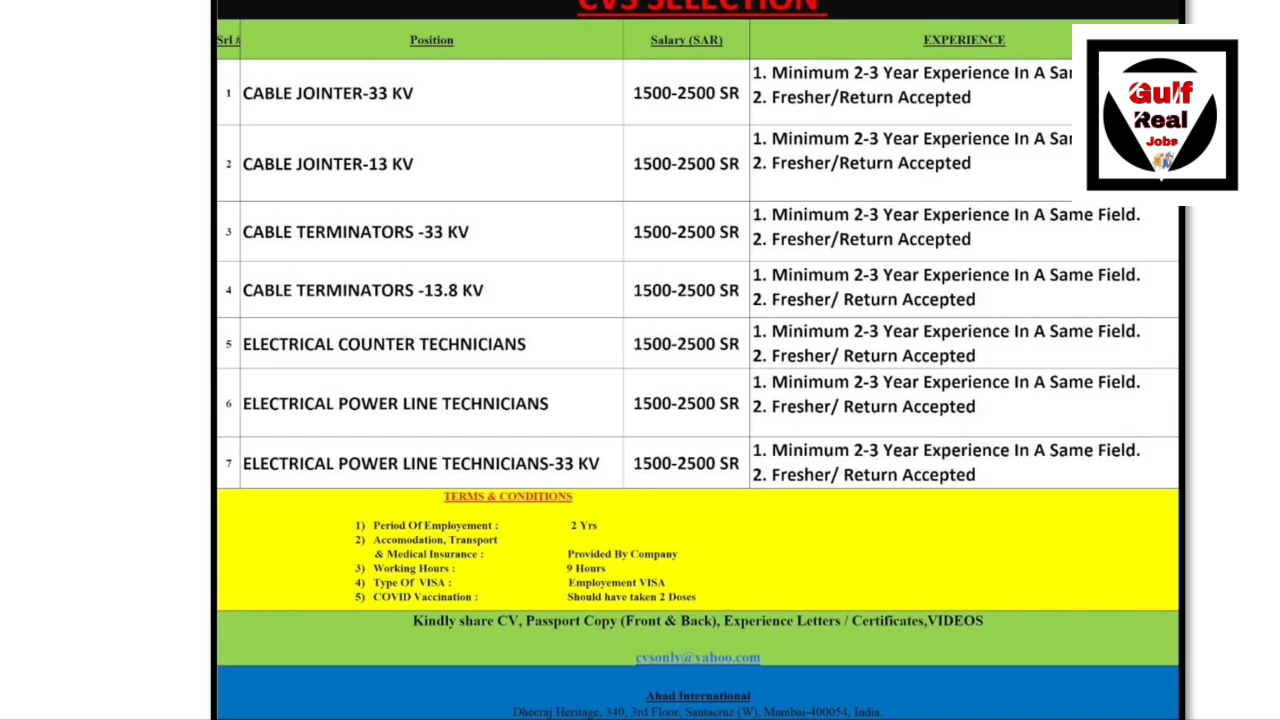 CVS SELECTION
Srl # Position Salary (SAR) EXPERIENCE
1 CABLE JOINTER-33 KV 1500-2500 SR 1. Minimum 2-3 Year Experience In A
2. Fresher/Return Accepted
2 CABLE JOINTER-13 KV 1500-2500 SR 1. Minimum 2-3 Year Experience In A
2. Fresher/Return Accepted
3 CABLE TERMINATORS -33 KV 1500-2500 SR 1. Minimum 2-3 Year Experience In A Same Field.
2. Fresher/Return Accepted
4 CABLE TERMINATORS -13.8 KV 1500-2500 SR 1. Minimum 2-3 Year Experience In A Same Field.
2. Fresher/ Return Accepted
5 ELECTRICAL COUNTER TECHNICIANS 1500-2500 SR 1. Minimum 2-3 Year Experience In A Same Field.
2. Fresher/ Return Accepted
6 ELECTRICAL POWER LINE TECHNICIANS 1500-2500 SR 1. Minimum 2-3 Year Experience In A Same Field.
2. Fresher/ Return Accepted
7 ELECTRICAL POWER LINE TECHNICIANS-33 KV 1500-2500 SR 1. Minimum 2-3 Year Experience In A Same Field.
2. Fresher/ Return Accepted
Gulf
Real
Jobs
TERMS & CONDITIONS
1) Period Of Employement : 2 Yrs
2) Accomodation, Transport
& Medical Insurance : Provided By Company
3) Working Hours : 9 Hours
4) Type Of VISA : Employement VISA
5) COVID Vaccination : Should have taken 2 Doses
Kindly share CV, Passport Copy (Front & Back), Experience Letters / Certificates,VIDEOS
cvsonly@yahoo.com
Ahad International
Dheeraj Heritage, 340, 3rd Floor, Santacruz (W), Mumbai-400054, India.